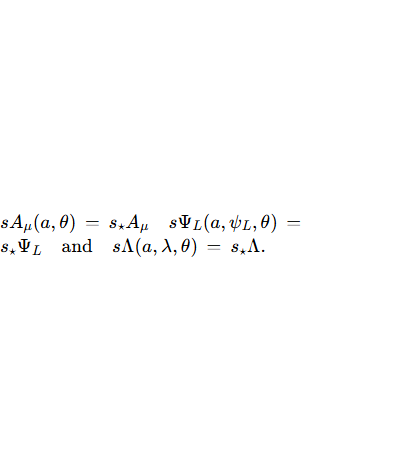 sA_μ(a, θ) = s_⋆A_μ   sΨ_L(a, ψ_L, θ) =
s_⋆Ψ_L   and   sΛ(a, λ, θ) = s_⋆Λ.